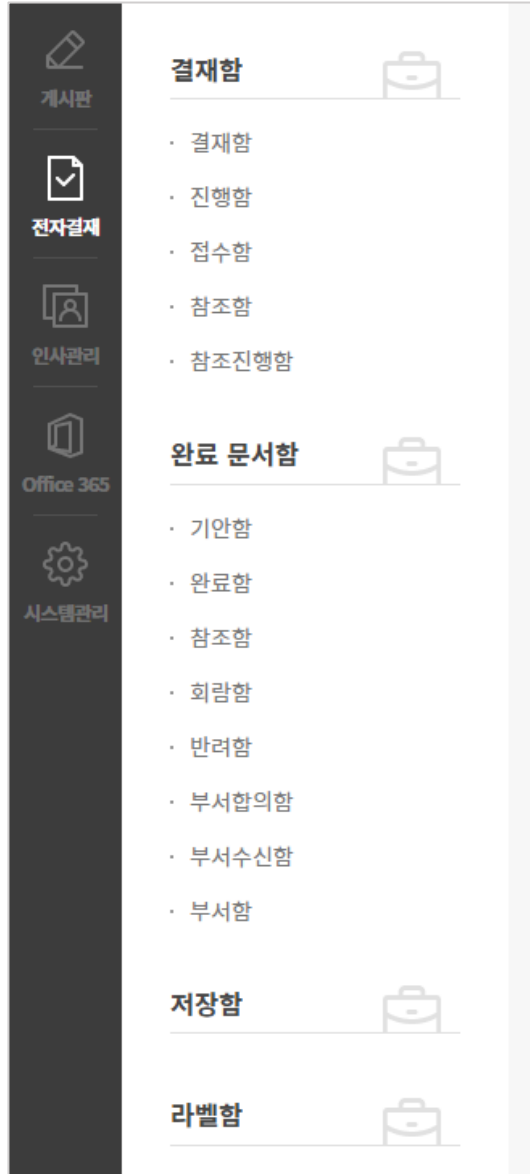 게시판
전자결재
인사관리
Office 365
시스템관리
결재함
· 결재함
· 진행함
· 접수함
· 참조함
· 참조진행함
완료 문서함
· 기안함
· 완료함
· 참조함
· 회람함
· 반려함
· 부서합의함
· 부서수신함
· 부서함
저장함
라벨함